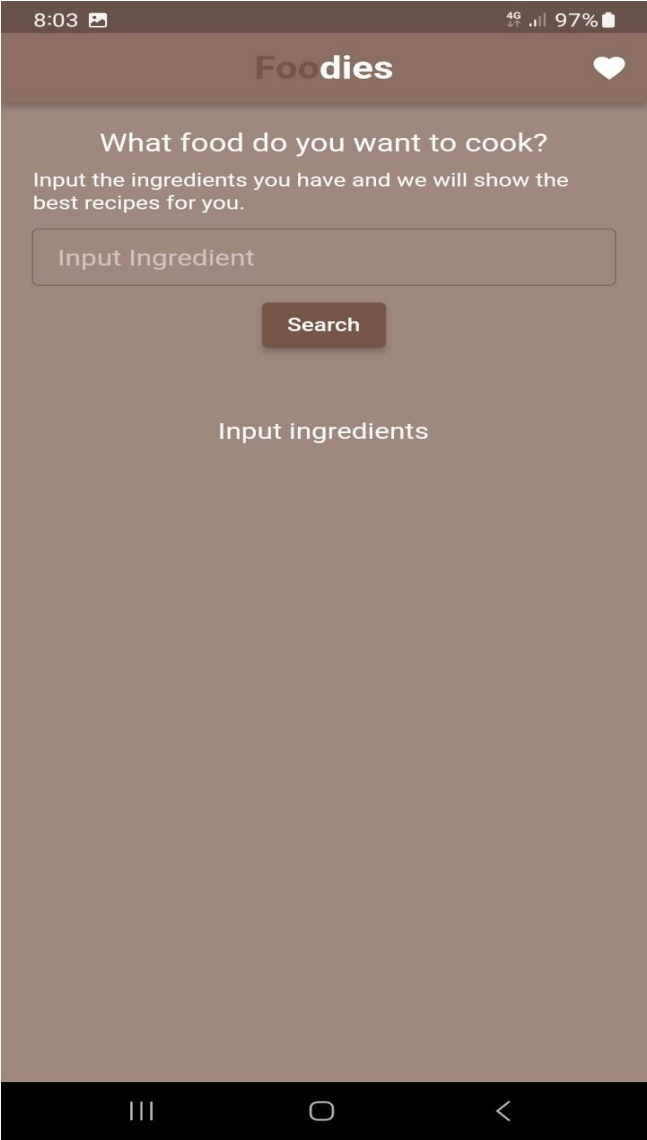 8:03 4G 97%
Foodies
What food do you want to cook?
Input the ingredients you have and we will show the
best recipes for you.
Input Ingredient
Search
Input ingredients